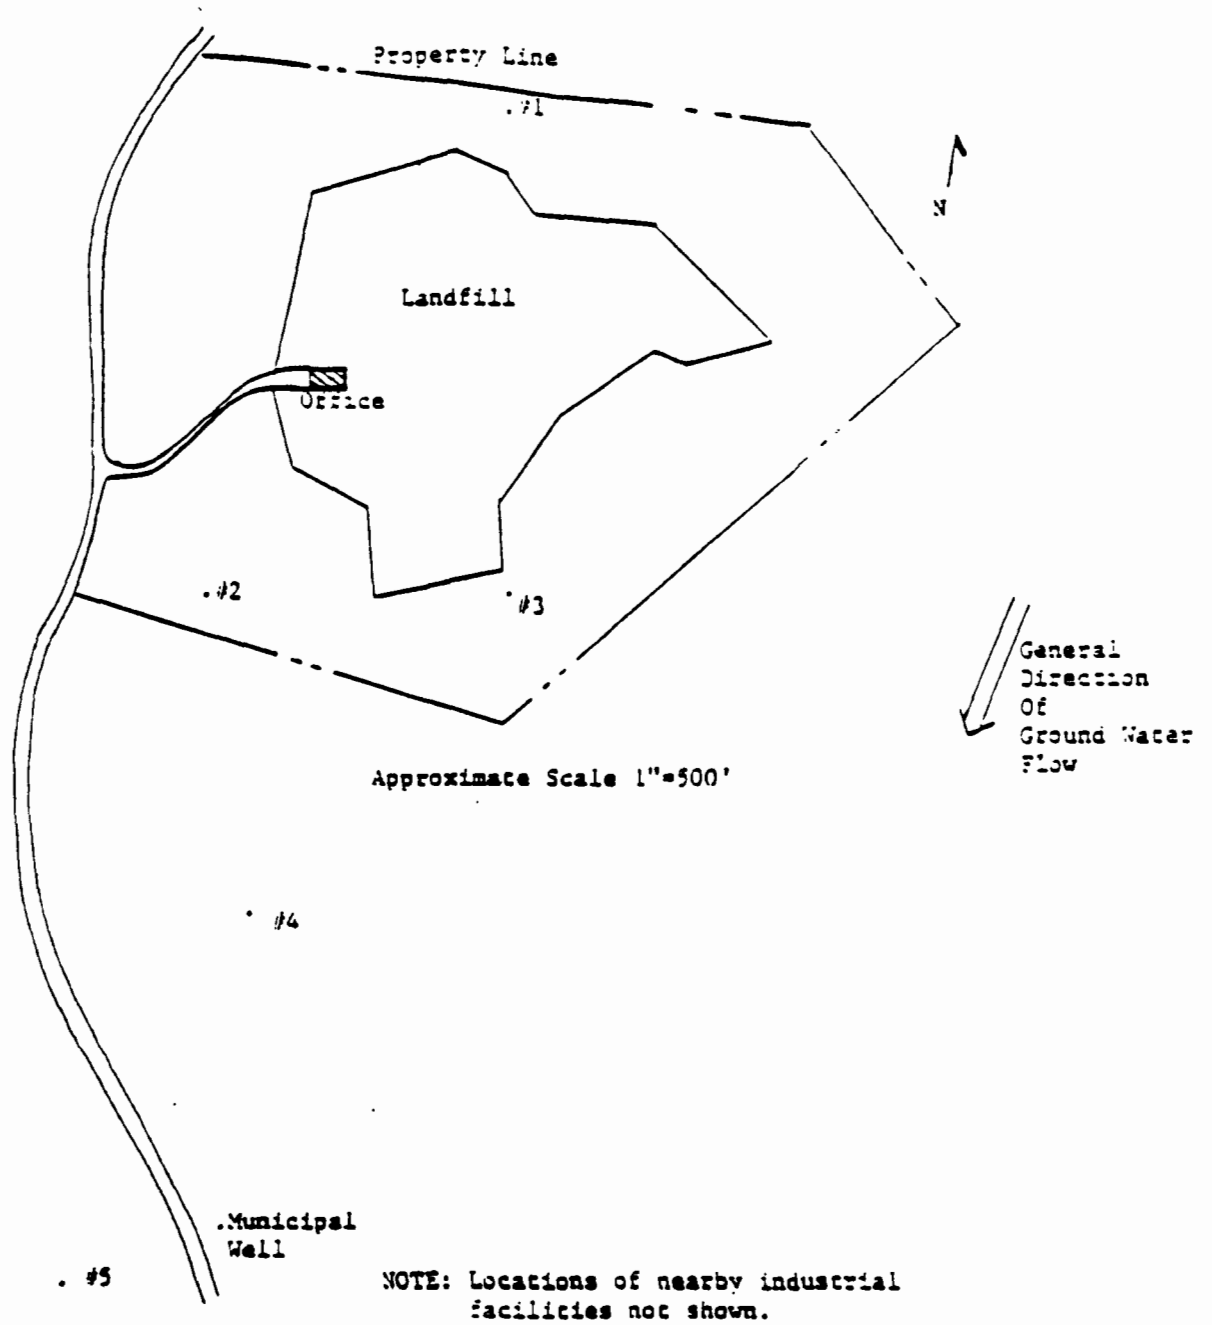 Property Line
.#1
N
Landfill
Office
.#2
#3
General
Direction
Of
Ground Water
Flow
Approximate Scale 1"=500'
#4
.Municipal
Well
. #5
NOTE: Locations of nearby industrial
facilities not shown.